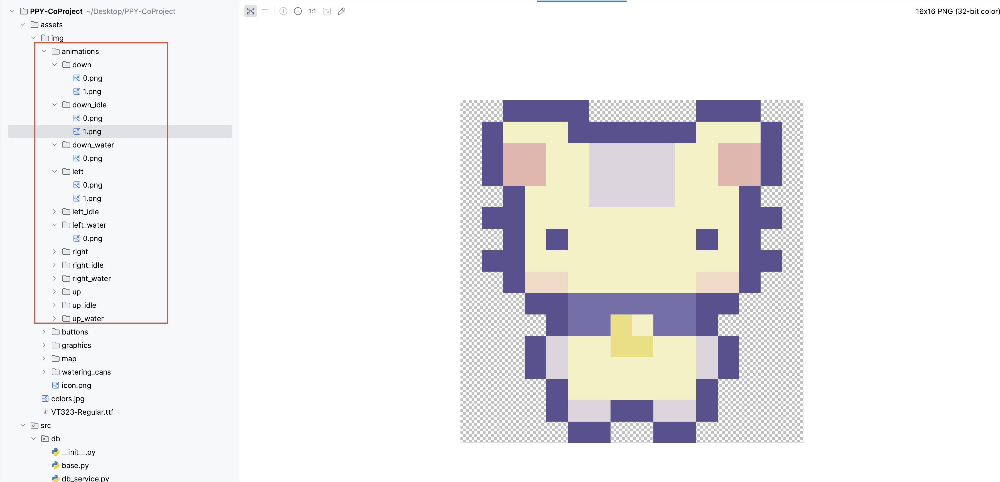 PPY-CoProject ~/Desktop/PPY-CoProject
assets
img
animations
down
0.png
1.png
down_idle
0.png
1.png
down_water
0.png
left
0.png
1.png
left_idle
left_water
0.png
right
right_idle
right_water
up
up_idle
up_water
buttons
graphics
map
watering_cans
icon.png
colors.jpg
VT323-Regular.ttf
src
db
__init__.py
base.py
db_service.py
1:1
16x16 PNG (32-bit color)